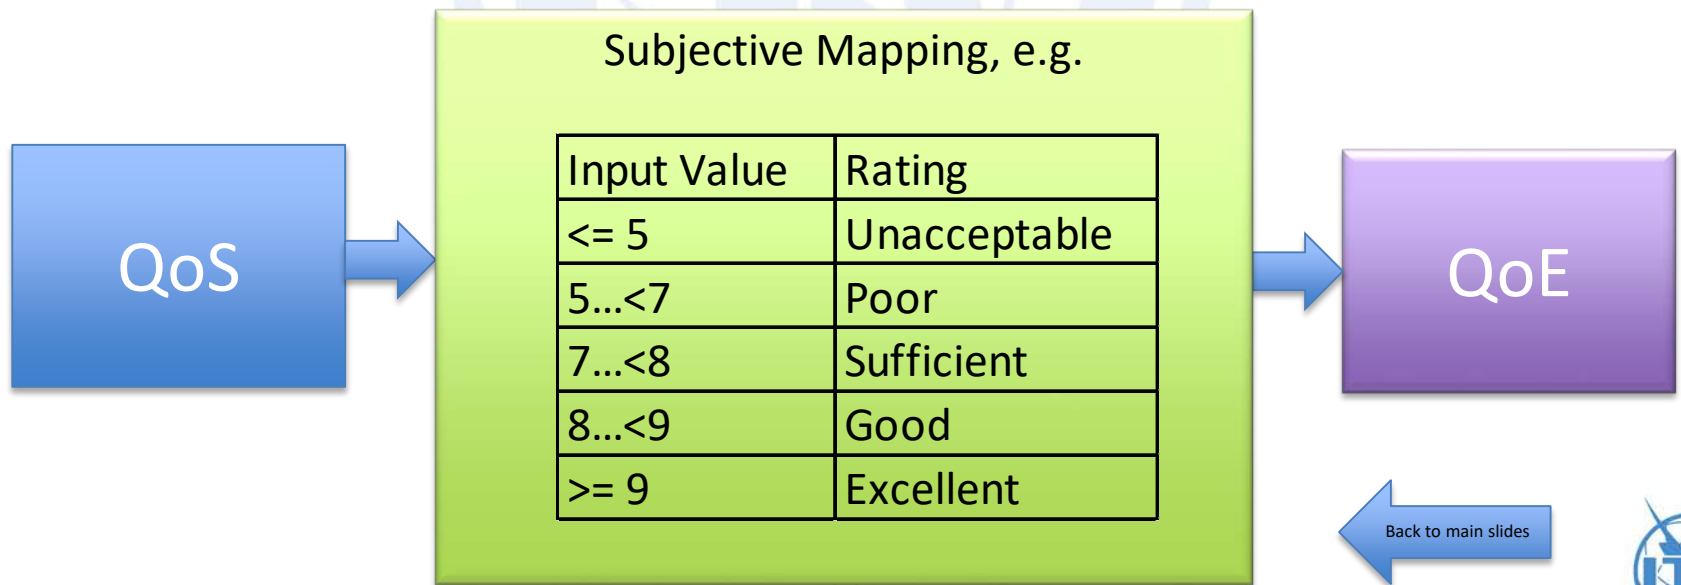 Subjective Mapping, e.g.
QoS
Input Value Rating
<= 5 Unacceptable
5...<7 Poor
7...<8 Sufficient
8...<9 Good
>= 9 Excellent
QoE
Back to main slides